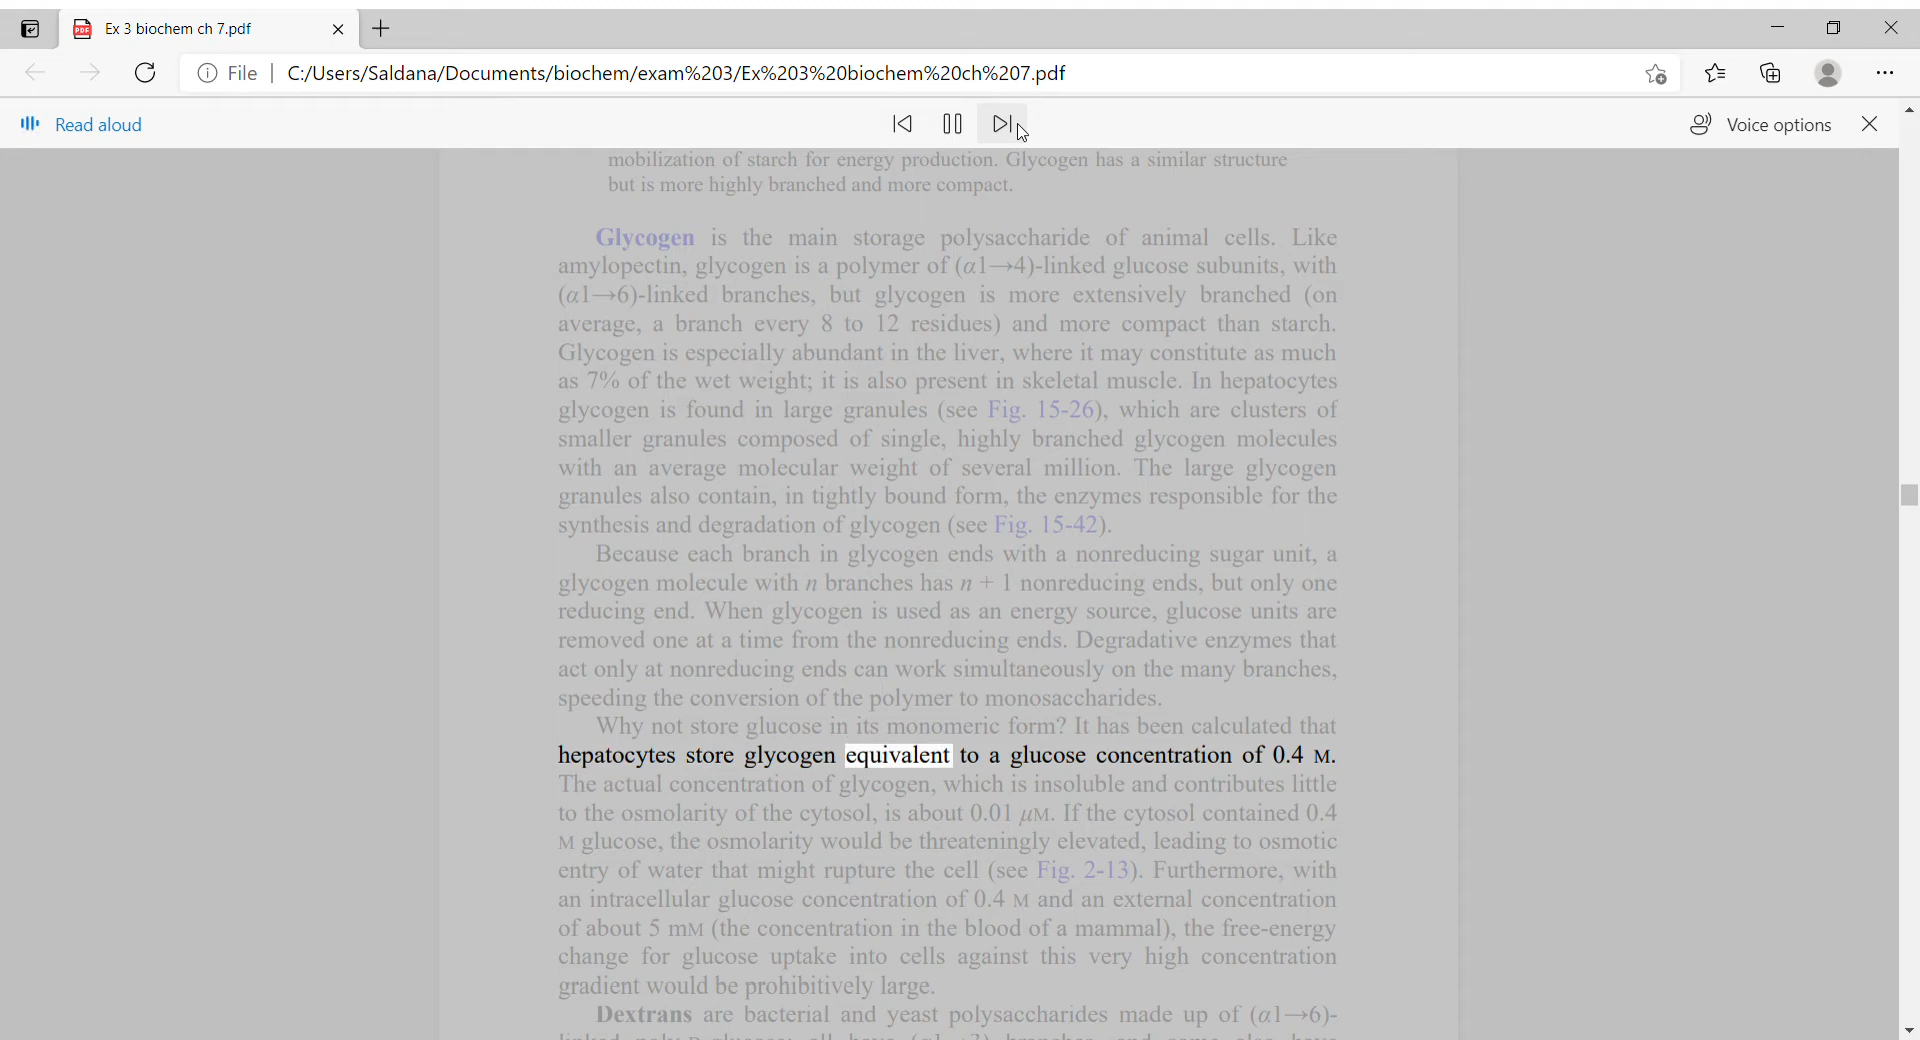 Ex 3 biochem ch 7.pdf
File | C:/Users/Saldana/Documents/biochem/exam%203/Ex%203%20biochem%20ch%207.pdf
Read aloud
Voice options
mobilization of starch for energy production. Glycogen has a similar structure
but is more highly branched and more compact.
Glycogen is the main storage polysaccharide of animal cells. Like
amylopectin, glycogen is a polymer of (α1→4)-linked glucose subunits, with
(α1→6)-linked branches, but glycogen is more extensively branched (on
average, a branch every 8 to 12 residues) and more compact than starch.
Glycogen is especially abundant in the liver, where it may constitute as much
as 7% of the wet weight; it is also present in skeletal muscle. In hepatocytes
glycogen is found in large granules (see Fig. 15-26), which are clusters of
smaller granules composed of single, highly branched glycogen molecules
with an average molecular weight of several million. The large glycogen
granules also contain, in tightly bound form, the enzymes responsible for the
synthesis and degradation of glycogen (see Fig. 15-42).
Because each branch in glycogen ends with a nonreducing sugar unit, a
glycogen molecule with n branches has n + 1 nonreducing ends, but only one
reducing end. When glycogen is used as an energy source, glucose units are
removed one at a time from the nonreducing ends. Degradative enzymes that
act only at nonreducing ends can work simultaneously on the many branches,
speeding the conversion of the polymer to monosaccharides.
Why not store glucose in its monomeric form? It has been calculated that
hepatocytes store glycogen equivalent to a glucose concentration of 0.4 M.
The actual concentration of glycogen, which is insoluble and contributes little
to the osmolarity of the cytosol, is about 0.01 μM. If the cytosol contained 0.4
M glucose, the osmolarity would be threateningly elevated, leading to osmotic
entry of water that might rupture the cell (see Fig. 2-13). Furthermore, with
an intracellular glucose concentration of 0.4 M and an external concentration
of about 5 mM (the concentration in the blood of a mammal), the free-energy
change for glucose uptake into cells against this very high concentration
gradient would be prohibitively large.
Dextrans are bacterial and yeast polysaccharides made up of (α1→6)-